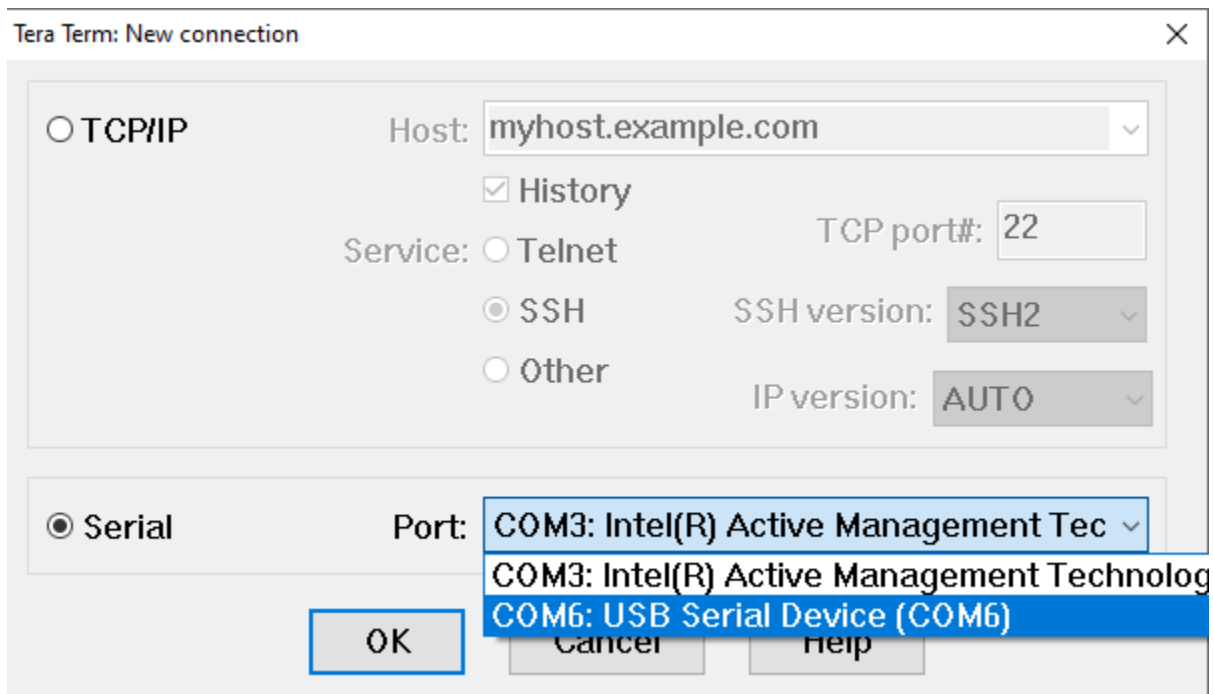 Tera Term: New connection
TCP/IP
Host: myhost.example.com
History
TCP port#: 22
Service: Telnet
SSH
SSH version: SSH2
Other
IP version: AUTO
Serial
Port: COM3: Intel(R) Active Management Tec
COM3: Intel(R) Active Management Technolog
COM6: USB Serial Device (COM6)
OK
Cancel
Help